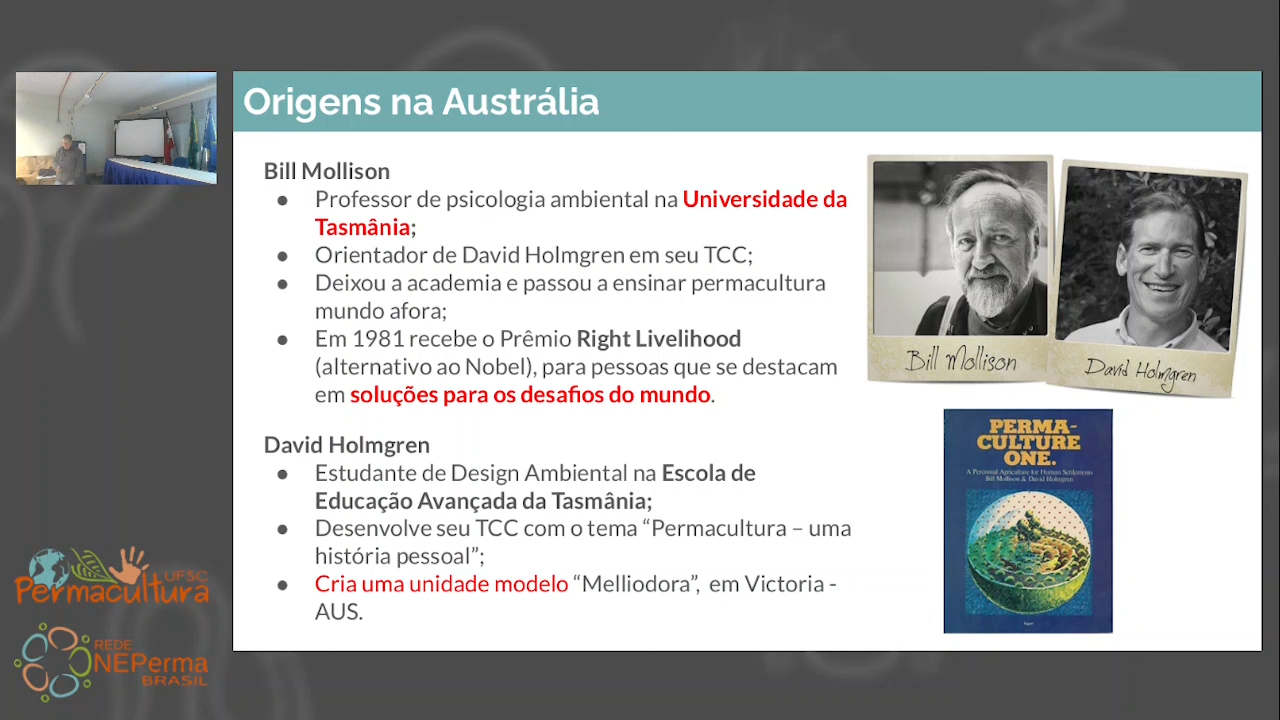 Origens na Austrália
Bill Mollison
● Professor de psicologia ambiental na Universidade da
Tasmânia;
● Orientador de David Holmgren em seu TCC;
● Deixou a academia e passou a ensinar permacultura
mundo afora;
● Em 1981 recebe o Prêmio Right Livelihood
(alternativo ao Nobel), para pessoas que se destacam
em soluções para os desafios do mundo.
David Holmgren
● Estudante de Design Ambiental na Escola de
Educação Avançada da Tasmânia;
● Desenvolve seu TCC com o tema “Permacultura – uma
história pessoal”;
● Cria uma unidade modelo “Melliodora”, em Victoria -
AUS.
Bill Mollison
David Holmgren
PERMA-
CULTURE
ONE.
A Perennial Agriculture for Human Settlements
Bill Mollison & David Holmgren
UFSC
Permacultura
REDE
NEPerma
BRASIL